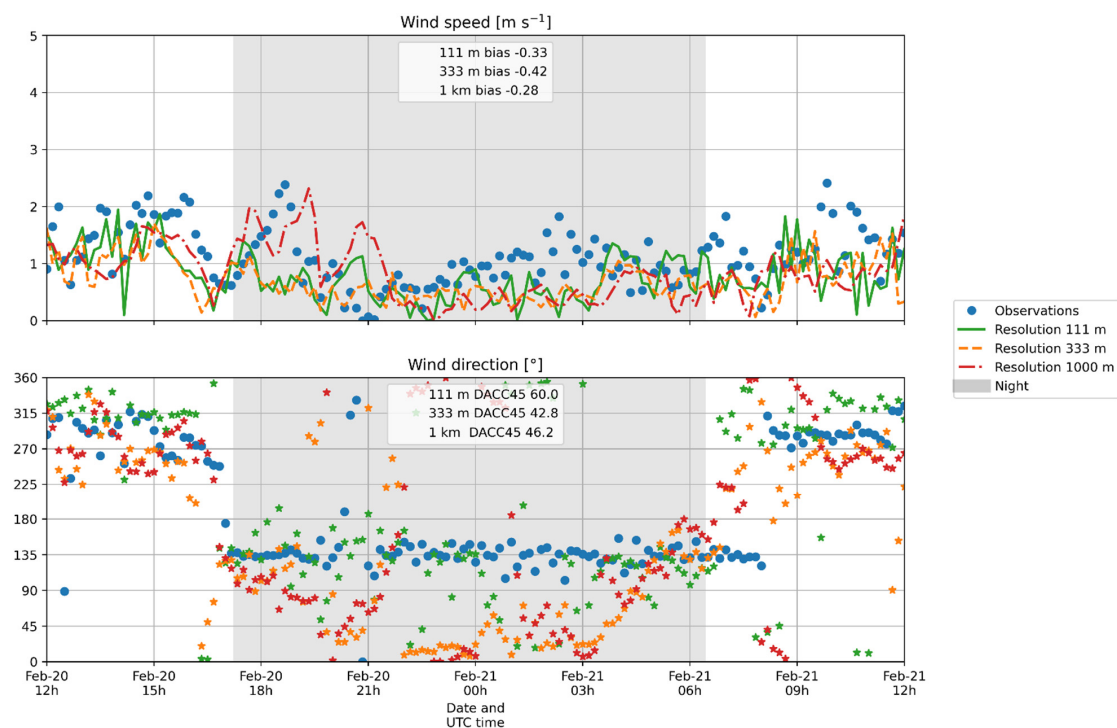 Wind speed [m s⁻¹]
5
4
3
2
1
0
111 m bias -0.33
333 m bias -0.42
1 km bias -0.28
Observations
Resolution 111 m
Resolution 333 m
Resolution 1000 m
Night
Wind direction [°]
360
315
270
225
180
135
90
45
0
111 m DACC45 60.0
333 m DACC45 42.8
1 km DACC45 46.2
Feb-20 Feb-20 Feb-20 Feb-20 Feb-21 Feb-21 Feb-21 Feb-21 Feb-21
12h 15h 18h 21h 00h 03h 06h 09h 12h
Date and
UTC time